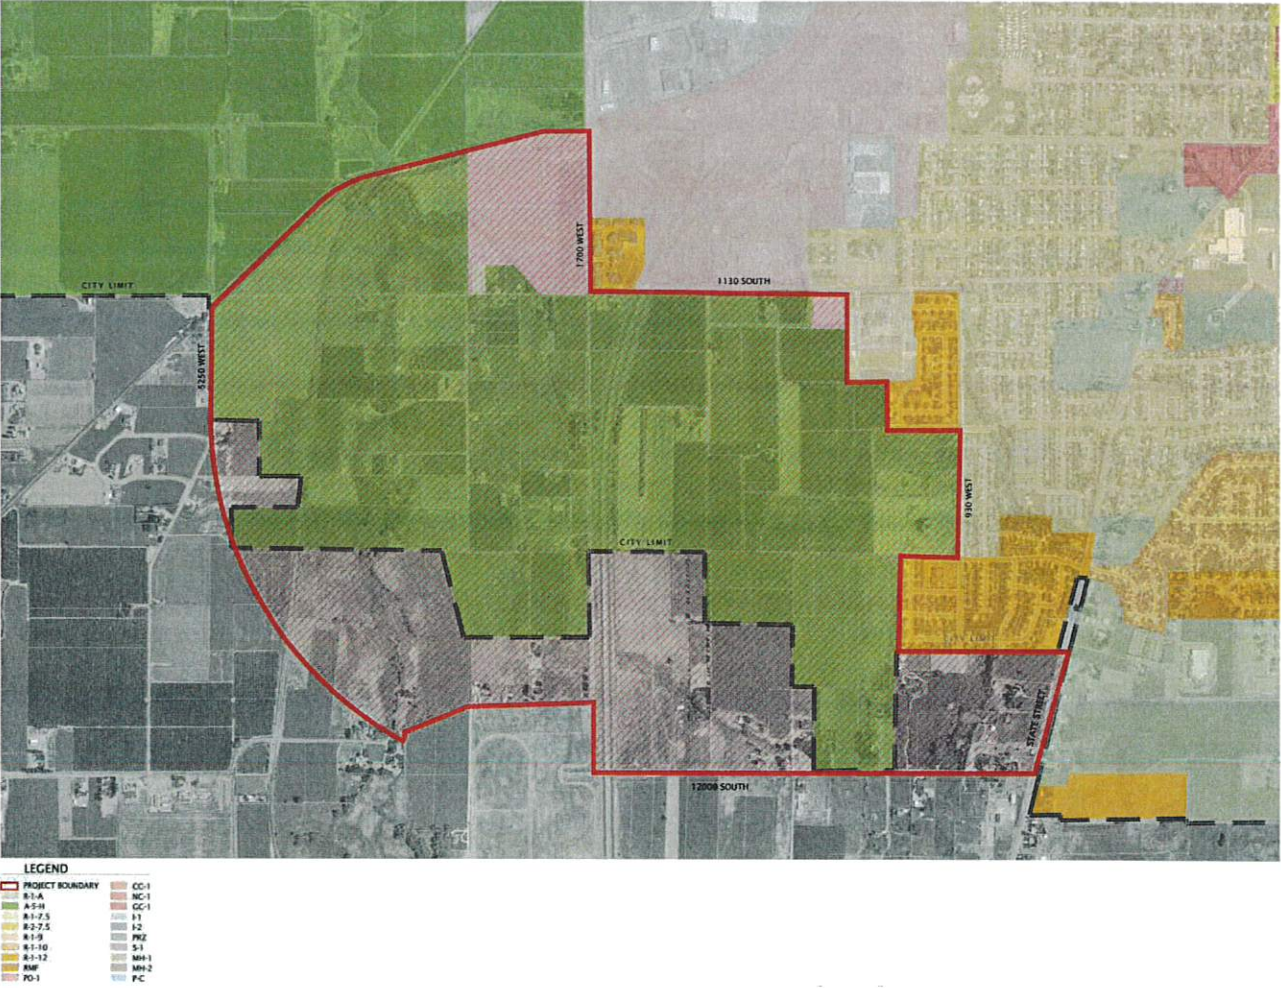 1700 WEST
1130 SOUTH
CITY LIMIT
5250 WEST
930 WEST
CITY LIMIT
CITY LIMIT
STATE STREET
12000 SOUTH
LEGEND
PROJECT BOUNDARY
R-1-A
A-5-H
R-1-7.5
R-2-7.5
R-1-9
R-1-10
R-1-12
RMF
PO-1
CC-1
NC-1
GC-1
I-1
I-2
PRZ
S-1
MH-1
MH-2
P-C